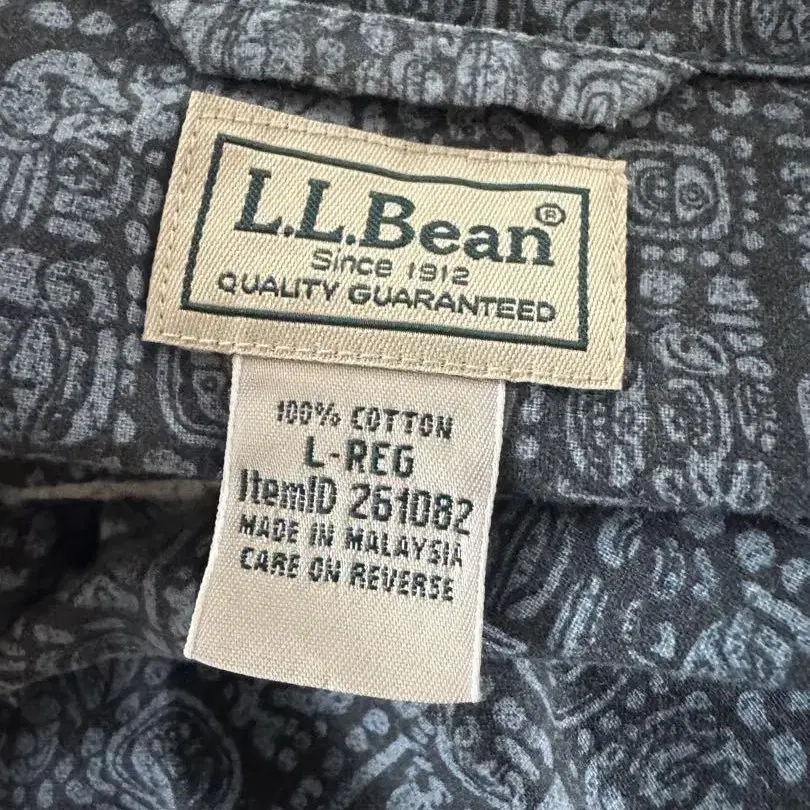 L.L.Bean®
Since 1912
QUALITY GUARANTEED
100% COTTON
L-REG
ItemID 261082
MADE IN MALAYSIA
CARE ON REVERSE